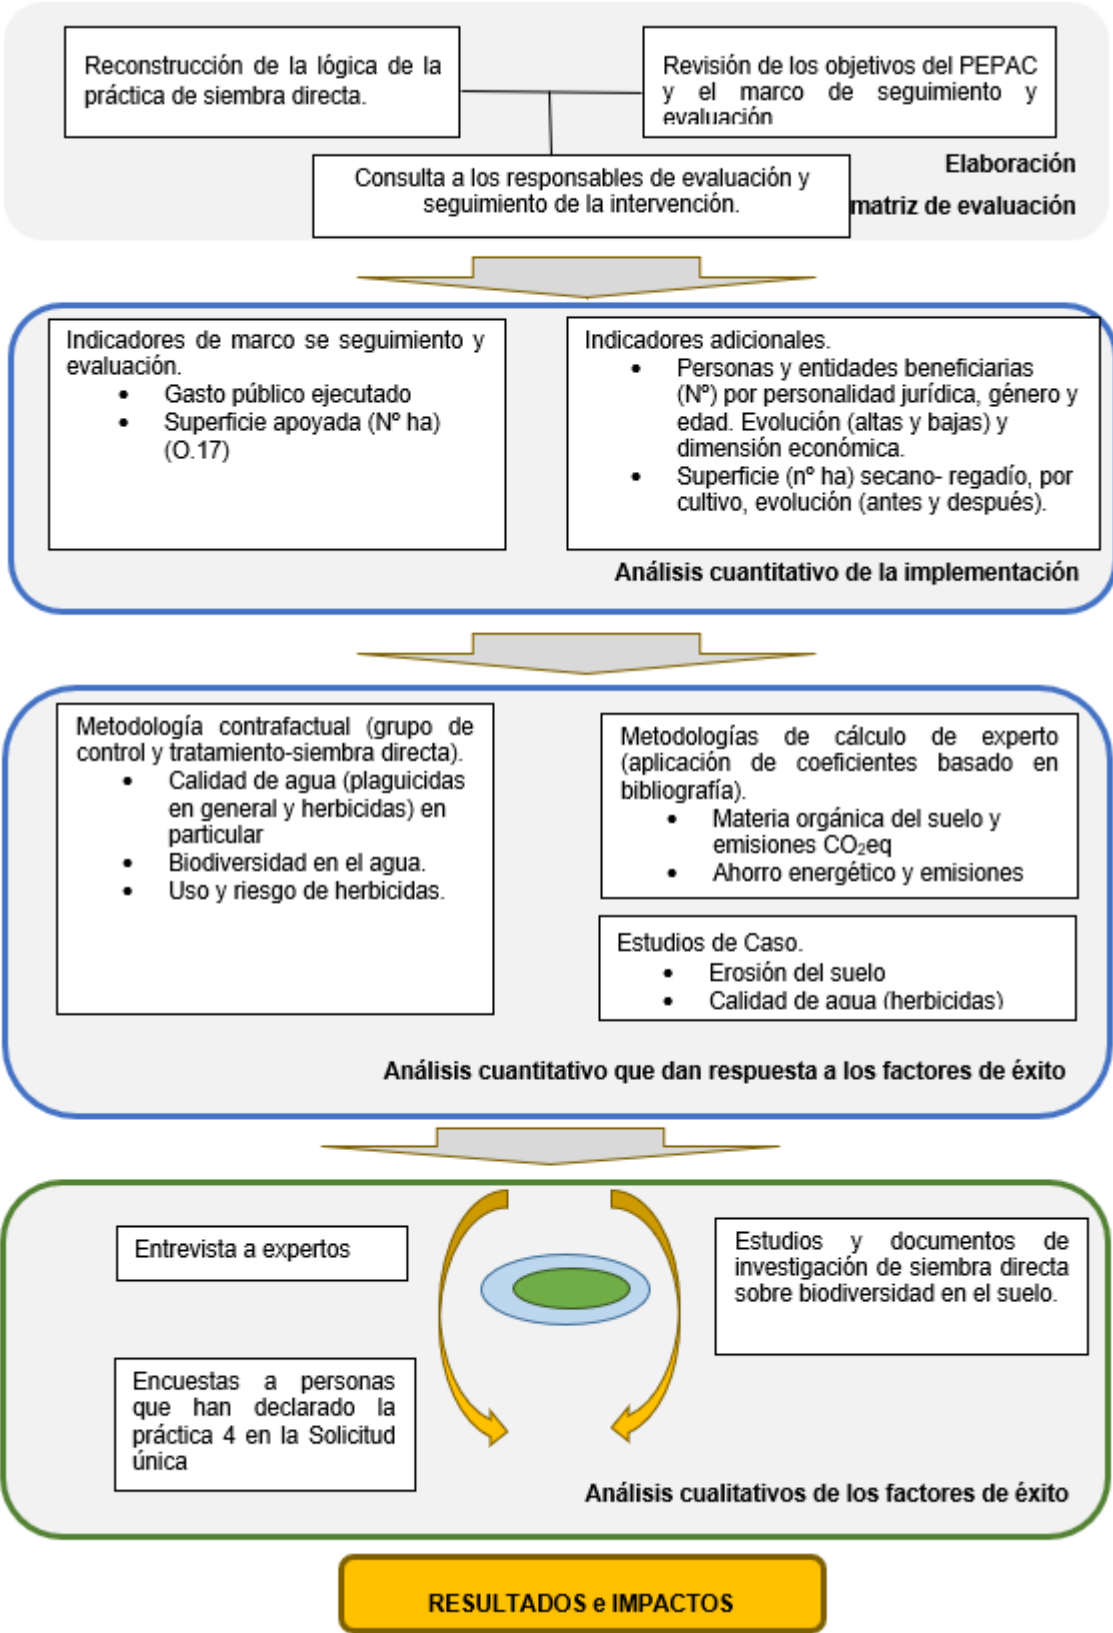 Reconstrucción de la lógica de la
práctica de siembra directa.
Revisión de los objetivos del PEPAC
y el marco de seguimiento y
evaluación
Consulta a los responsables de evaluación y
seguimiento de la intervención.
Elaboración
matriz de evaluación
Indicadores de marco se seguimiento y
evaluación.
• Gasto público ejecutado
• Superficie apoyada (Nº ha)
(O.17)
Indicadores adicionales.
• Personas y entidades beneficiarias
(Nº) por personalidad jurídica, género y
edad. Evolución (altas y bajas) y
dimensión económica.
• Superficie (nº ha) secano- regadío, por
cultivo, evolución (antes y después).
Análisis cuantitativo de la implementación
Metodología contrafactual (grupo de
control y tratamiento-siembra directa).
• Calidad de agua (plaguicidas
en general y herbicidas) en
particular
• Biodiversidad en el agua.
• Uso y riesgo de herbicidas.
Metodologías de cálculo de experto
(aplicación de coeficientes basado en
bibliografía).
• Materia orgánica del suelo y
emisiones CO₂eq
• Ahorro energético y emisiones
Estudios de Caso.
• Erosión del suelo
• Calidad de agua (herbicidas)
Análisis cuantitativo que dan respuesta a los factores de éxito
Entrevista a expertos
Estudios y documentos de
investigación de siembra directa
sobre biodiversidad en el suelo.
Encuestas a personas
que han declarado la
práctica 4 en la Solicitud
única
Análisis cualitativos de los factores de éxito
RESULTADOS e IMPACTOS